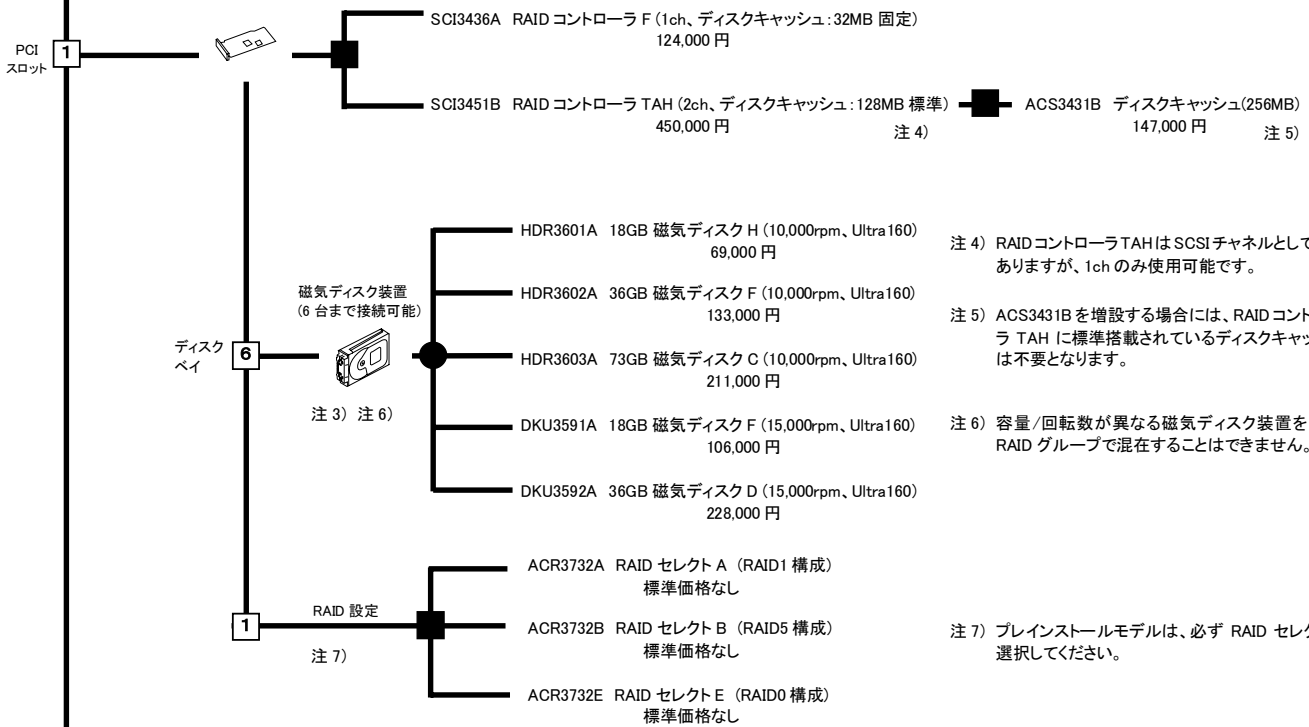 SCI3436A RAID コントローラ F (1ch、ディスクキャッシュ:32MB 固定)
124,000 円
PCI
スロット
1
SCI3451B RAID コントローラ TAH (2ch、ディスクキャッシュ:128MB 標準)
450,000 円
注 4)
ACS3431B ディスクキャッシュ(256MB)
147,000 円
注 5)
HDR3601A 18GB 磁気ディスク H (10,000rpm、Ultra160)
69,000 円
HDR3602A 36GB 磁気ディスク F (10,000rpm、Ultra160)
133,000 円
HDR3603A 73GB 磁気ディスク C (10,000rpm、Ultra160)
211,000 円
DKU3591A 18GB 磁気ディスク F (15,000rpm、Ultra160)
106,000 円
DKU3592A 36GB 磁気ディスク D (15,000rpm、Ultra160)
228,000 円
磁気ディスク装置
(6 台まで接続可能)
ディスク
ベイ
6
注 3) 注 6)
注 4) RAIDコントローラTAHはSCSIチャネルとして
ありますが、1ch のみ使用可能です。
注 5) ACS3431Bを増設する場合には、RAIDコント
ラ TAH に標準搭載されているディスクキャッ
は不要となります。
注 6) 容量/回転数が異なる磁気ディスク装置を
RAID グループで混在することはできません。
ACR3732A RAID セレクト A (RAID1 構成)
標準価格なし
RAID 設定
1
注 7)
ACR3732B RAID セレクト B (RAID5 構成)
標準価格なし
ACR3732E RAID セレクト E (RAID0 構成)
標準価格なし
注 7) プレインストールモデルは、必ず RAID セレ
選択してください。